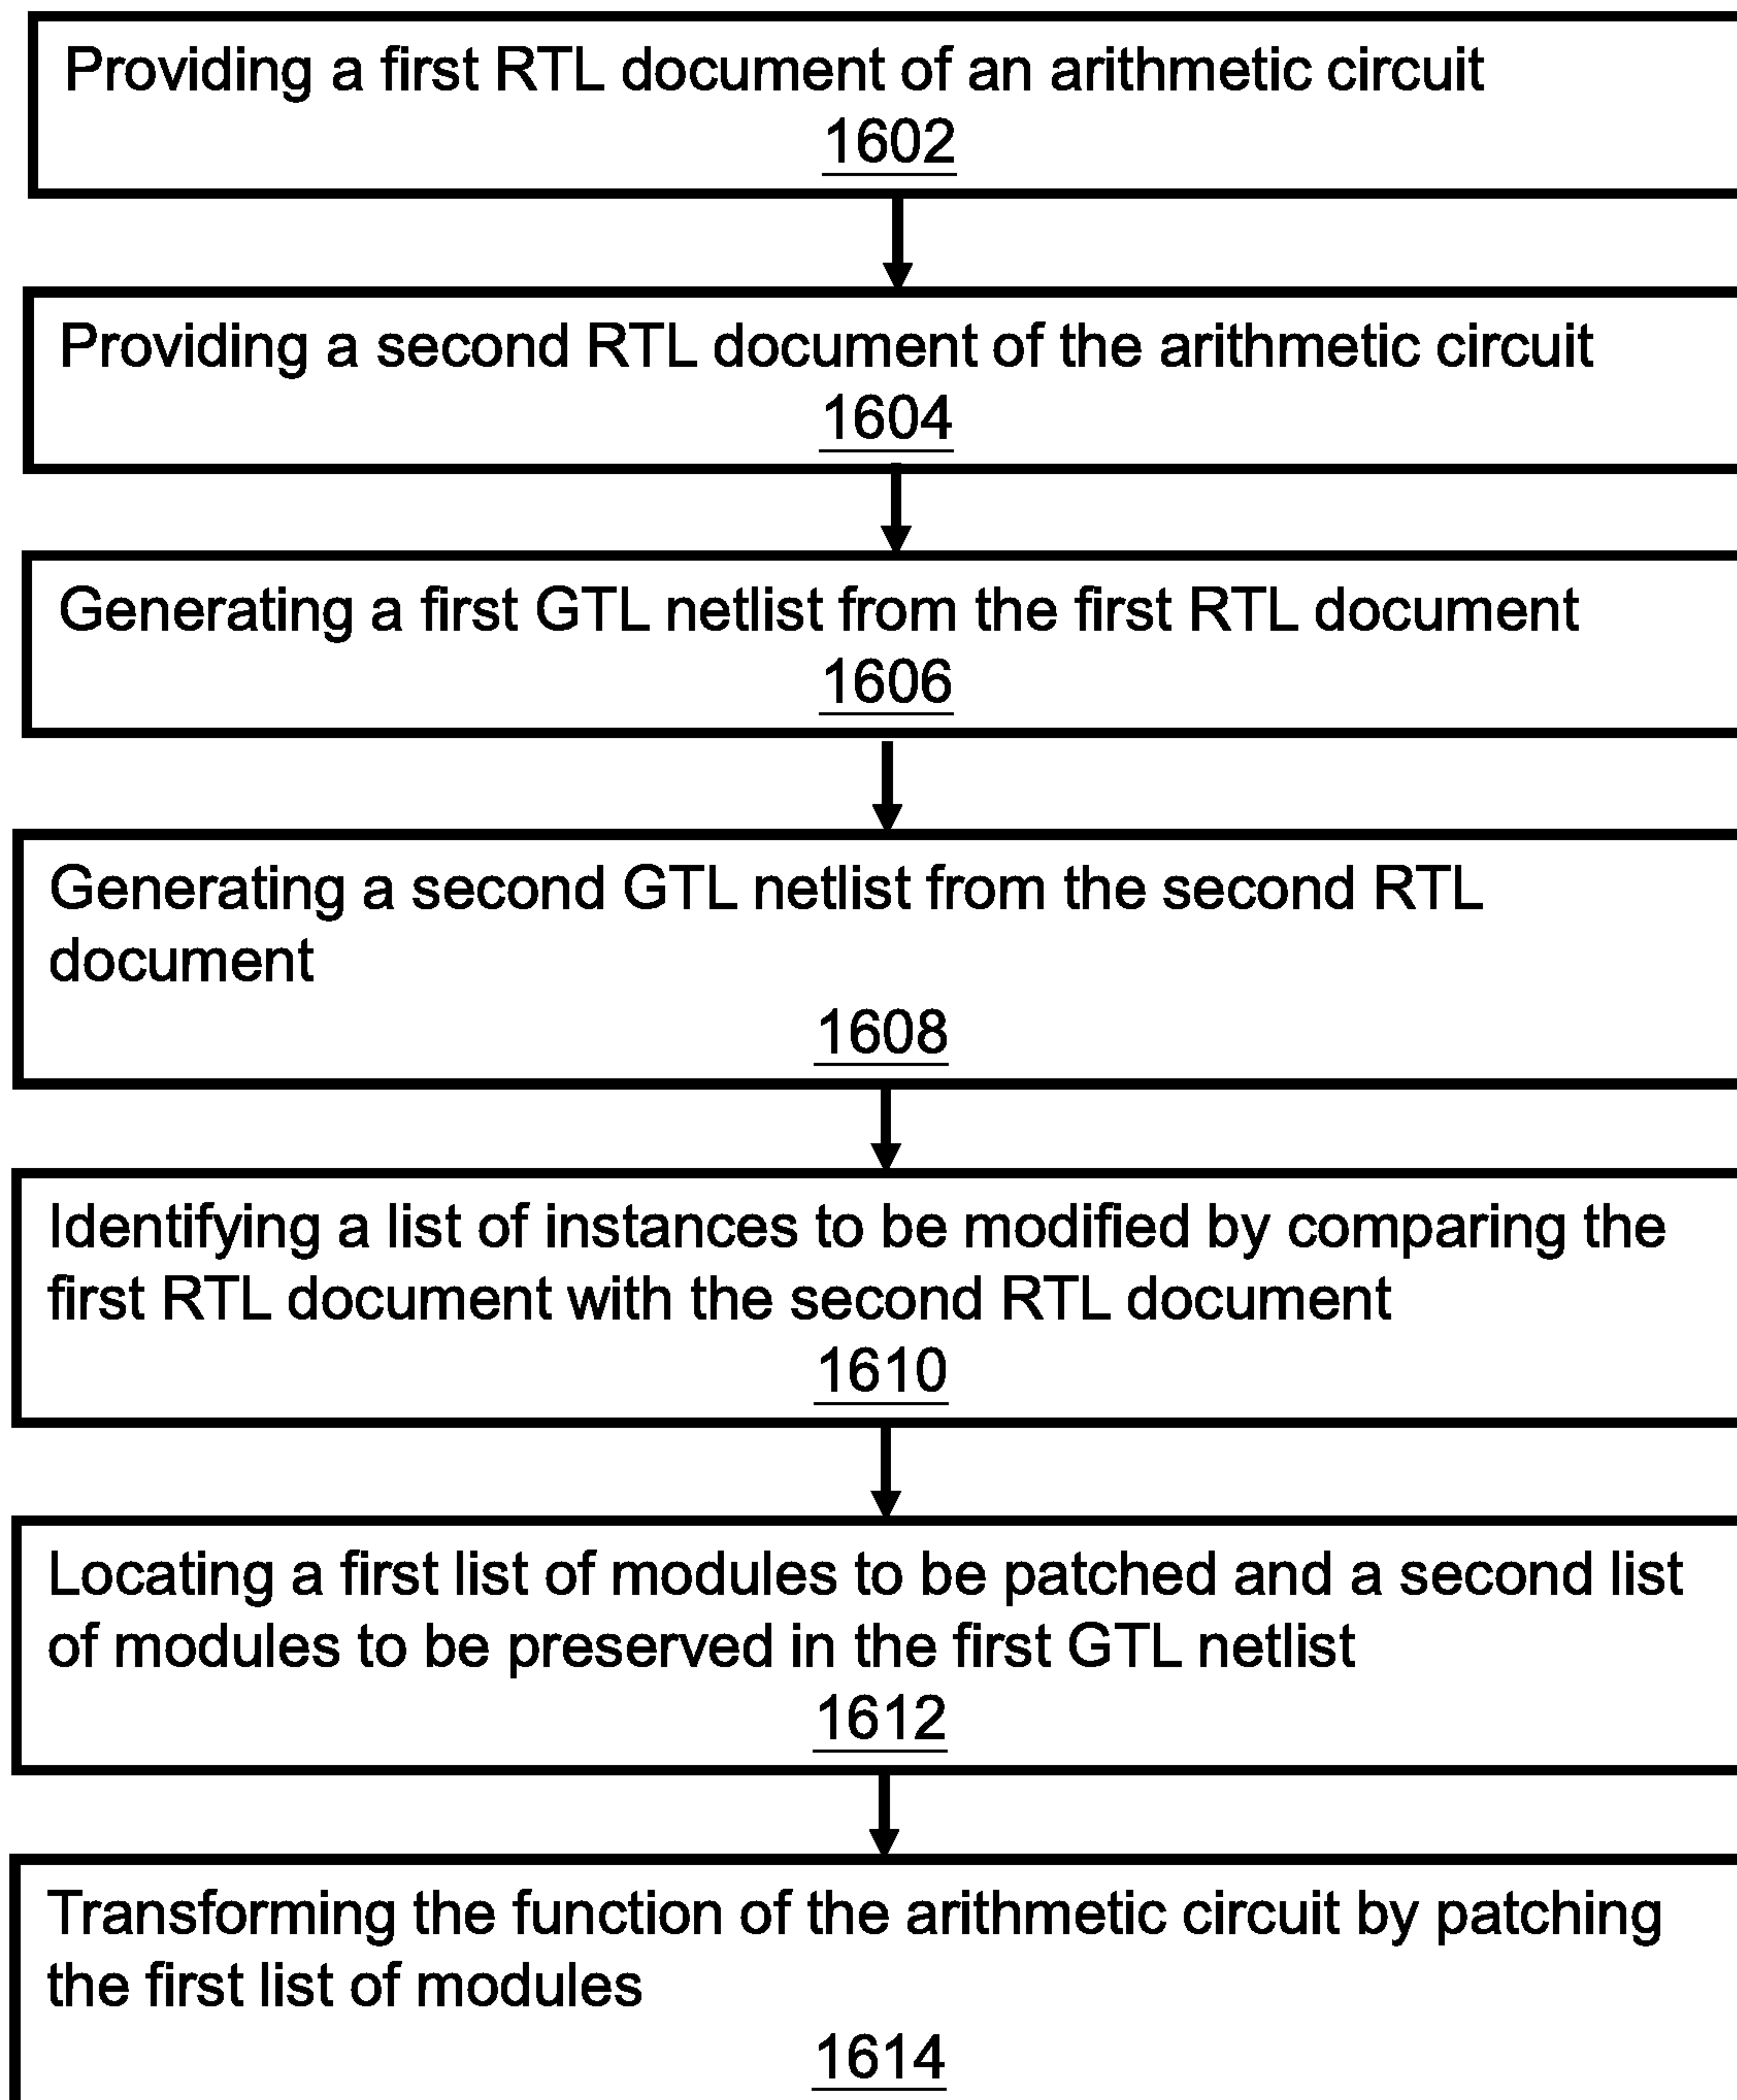 Providing a first RTL document of an arithmetic circuit
1602
Providing a second RTL document of the arithmetic circuit
1604
Generating a first GTL netlist from the first RTL document
1606
Generating a second GTL netlist from the second RTL
document
1608
Identifying a list of instances to be modified by comparing the
first RTL document with the second RTL document
1610
Locating a first list of modules to be patched and a second list
of modules to be preserved in the first GTL netlist
1612
Transforming the function of the arithmetic circuit by patching
the first list of modules
1614